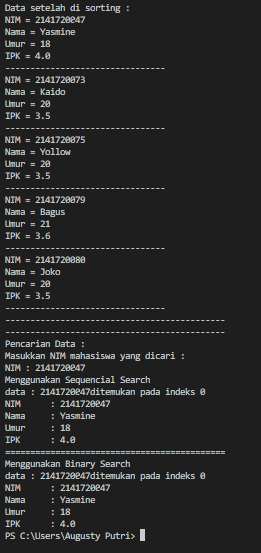 Data setelah di sorting :
NIM = 2141720047
Nama = Yasmine
Umur = 18
IPK = 4.0
-------------------------------
NIM = 2141720073
Nama = Kaido
Umur = 20
IPK = 3.5
-------------------------------
NIM = 2141720075
Nama = Yollow
Umur = 20
IPK = 3.5
-------------------------------
NIM = 2141720079
Nama = Bagus
Umur = 21
IPK = 3.6
-------------------------------
NIM = 2141720080
Nama = Joko
Umur = 20
IPK = 3.5
-------------------------------
-------------------------------------------
-------------------------------------------
Pencarian Data :
Masukkan NIM mahasiswa yang dicari :
NIM : 2141720047
Menggunakan Sequencial Search
data : 2141720047ditemukan pada indeks 0
NIM      : 2141720047
Nama     : Yasmine
Umur     : 18
IPK      : 4.0
===========================================
Menggunakan Binary Search
data : 2141720047ditemukan pada indeks 0
NIM      : 2141720047
Nama     : Yasmine
Umur     : 18
IPK      : 4.0
PS C:\Users\Augusty Putri>